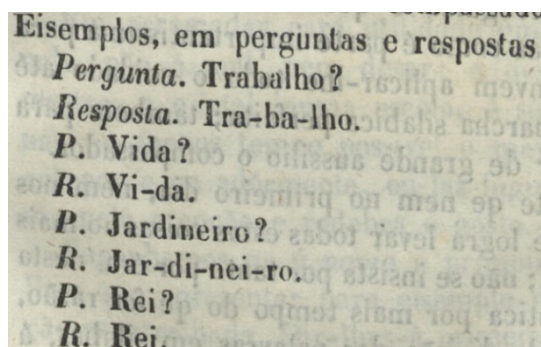 Eisemplos, em perguntas e respostas
Pergunta. Trabalho?
Resposta. Tra-ba-lho.
P. Vida?
R. Vi-da.
P. Jardineiro?
R. Jar-di-nei-ro.
P. Rei?
R. Rei.